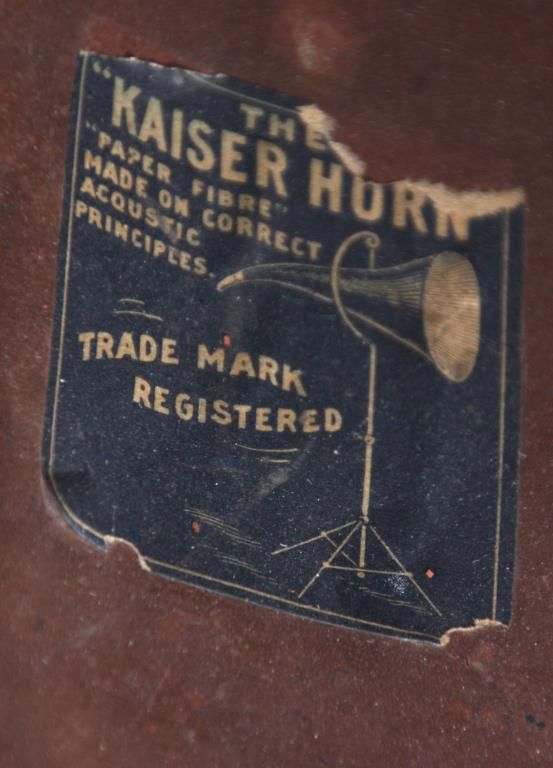 "THE
KAISER HORN
"PAPER FIBRE"
MADE ON CORRECT
ACOUSTIC
PRINCIPLES.
TRADE MARK
REGISTERED